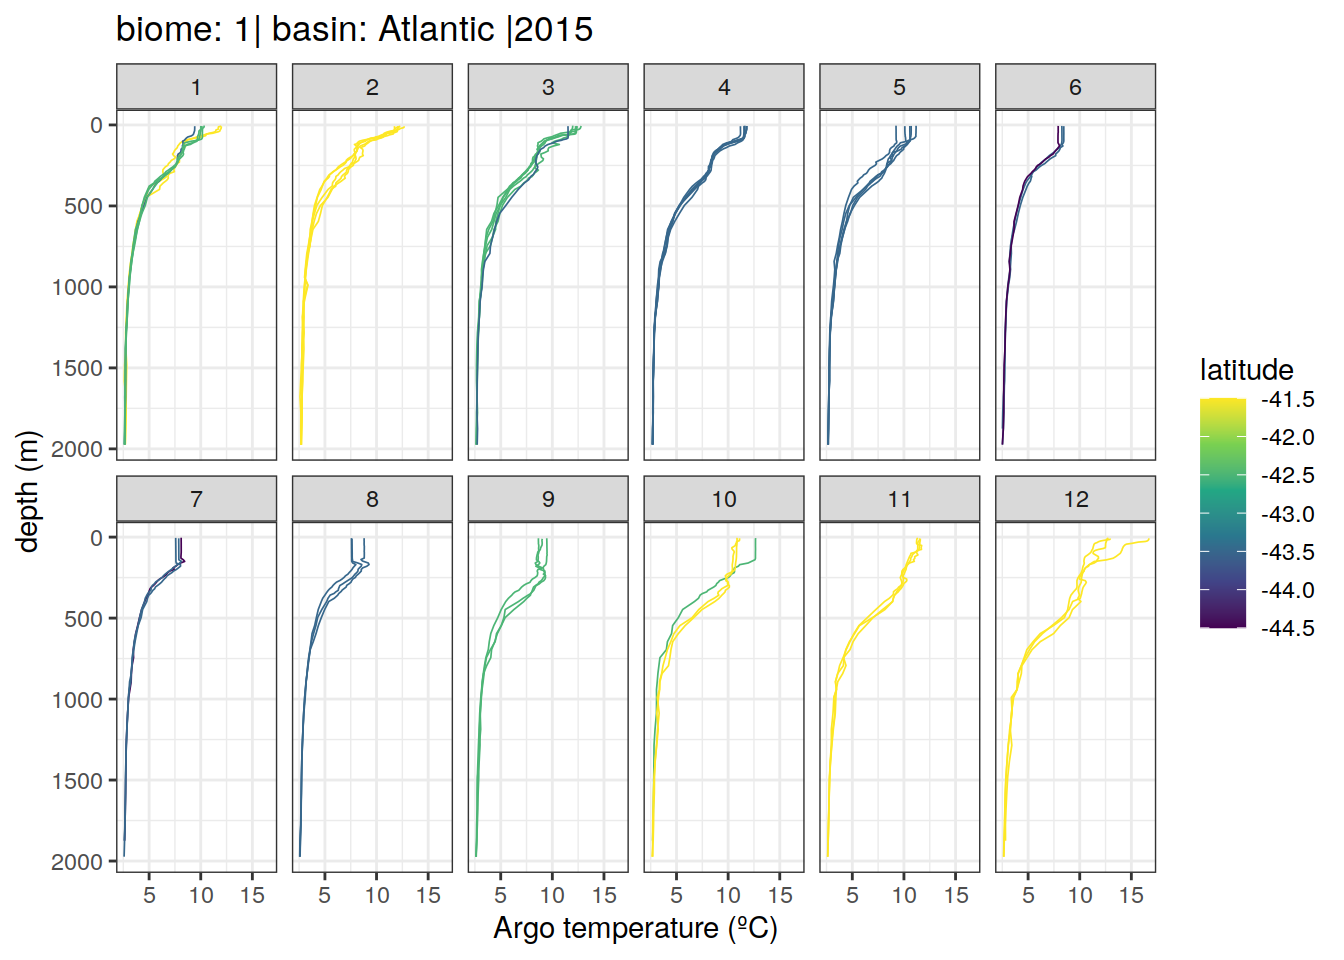 biome: 1| basin: Atlantic |2015
1 2 3 4 5 6
0
500
1000
1500
2000
7 8 9 10 11 12
0
500
1000
1500
2000
5 10 15 5 10 15 5 10 15 5 10 15 5 10 15 5 10 15
Argo temperature (ºC)
depth (m)
latitude
-41.5
-42.0
-42.5
-43.0
-43.5
-44.0
-44.5